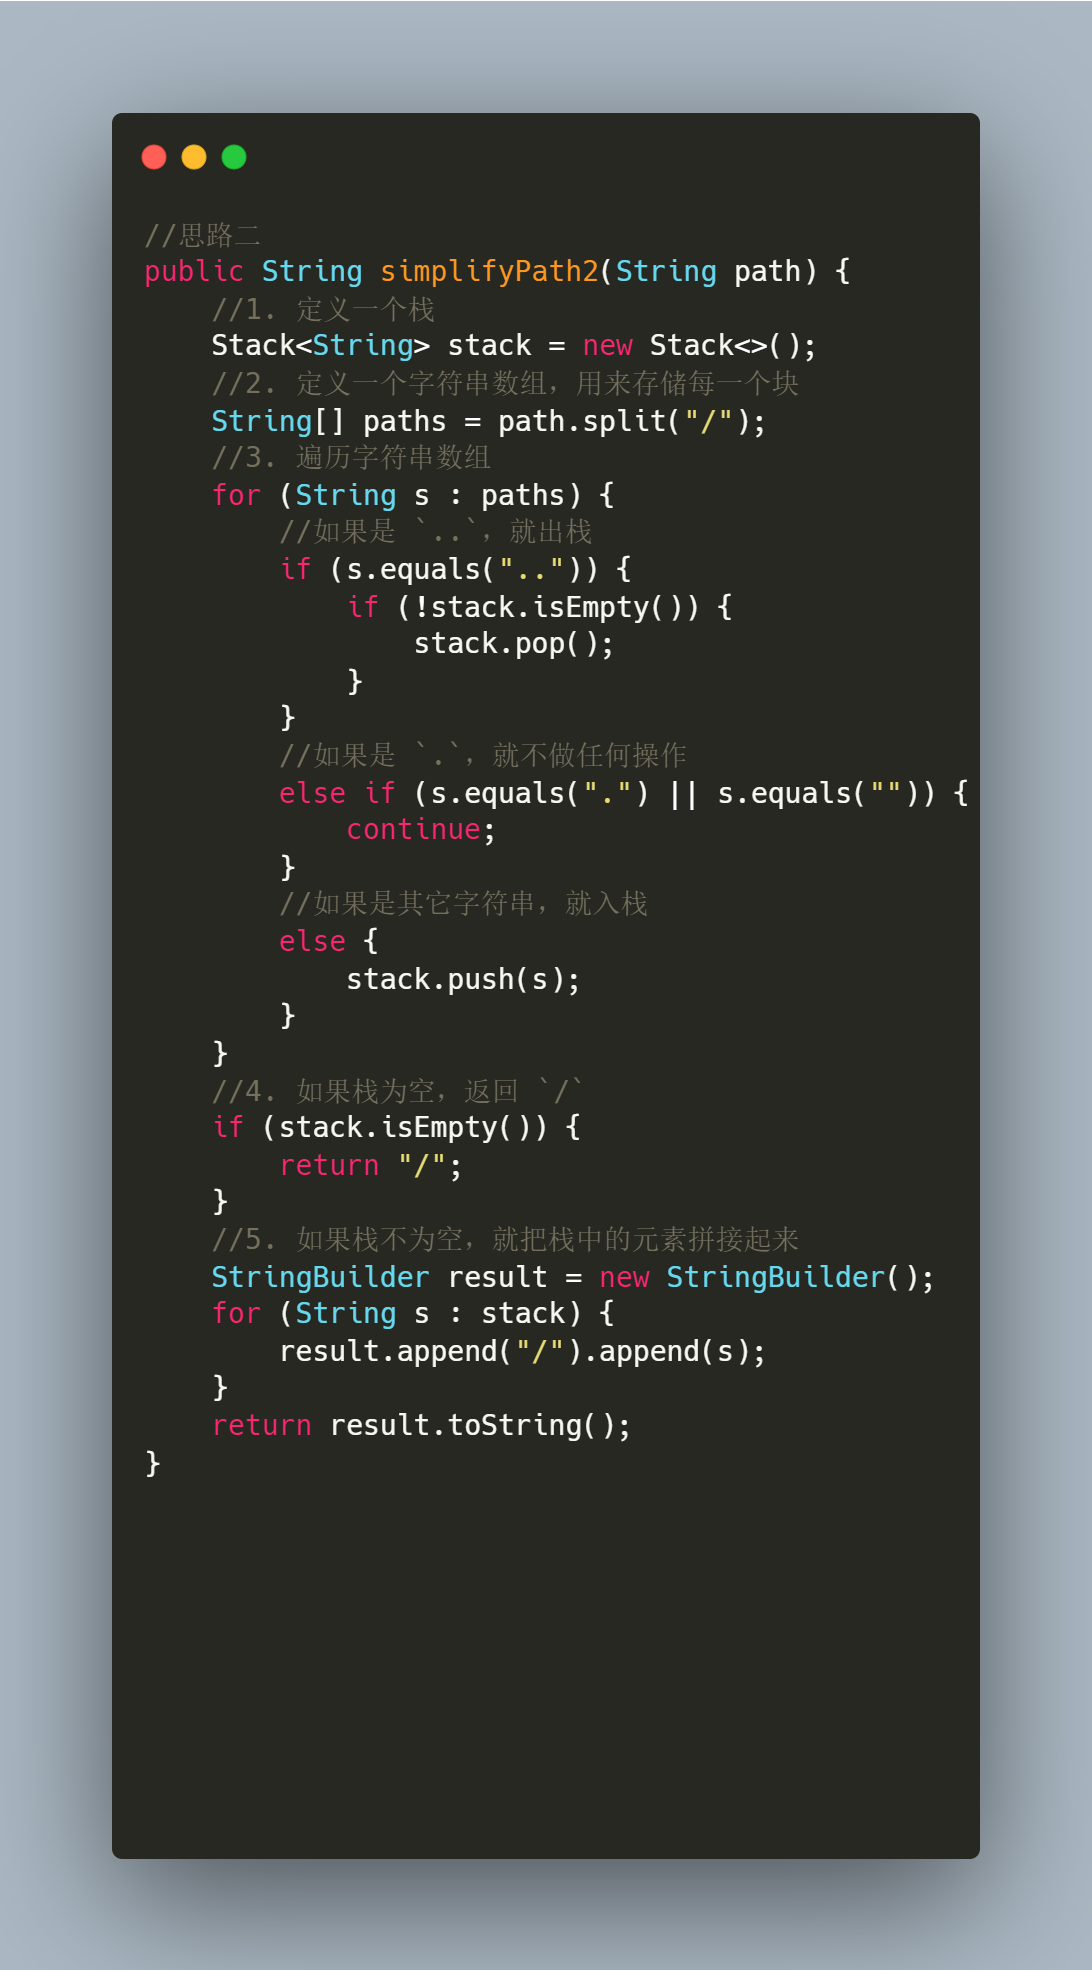 //思路二
public String simplifyPath2(String path) {
    //1. 定义一个栈
    Stack<String> stack = new Stack<>();
    //2. 定义一个字符串数组，用来存储每一个块
    String[] paths = path.split("/");
    //3. 遍历字符串数组
    for (String s : paths) {
        //如果是 `..`，就出栈
        if (s.equals("..")) {
            if (!stack.isEmpty()) {
                stack.pop();
            }
        }
        //如果是 `.`，就不做任何操作
        else if (s.equals(".") || s.equals("")) {
            continue;
        }
        //如果是其它字符串，就入栈
        else {
            stack.push(s);
        }
    }
    //4. 如果栈为空，返回 `/`
    if (stack.isEmpty()) {
        return "/";
    }
    //5. 如果栈不为空，就把栈中的元素拼接起来
    StringBuilder result = new StringBuilder();
    for (String s : stack) {
        result.append("/").append(s);
    }
    return result.toString();
}